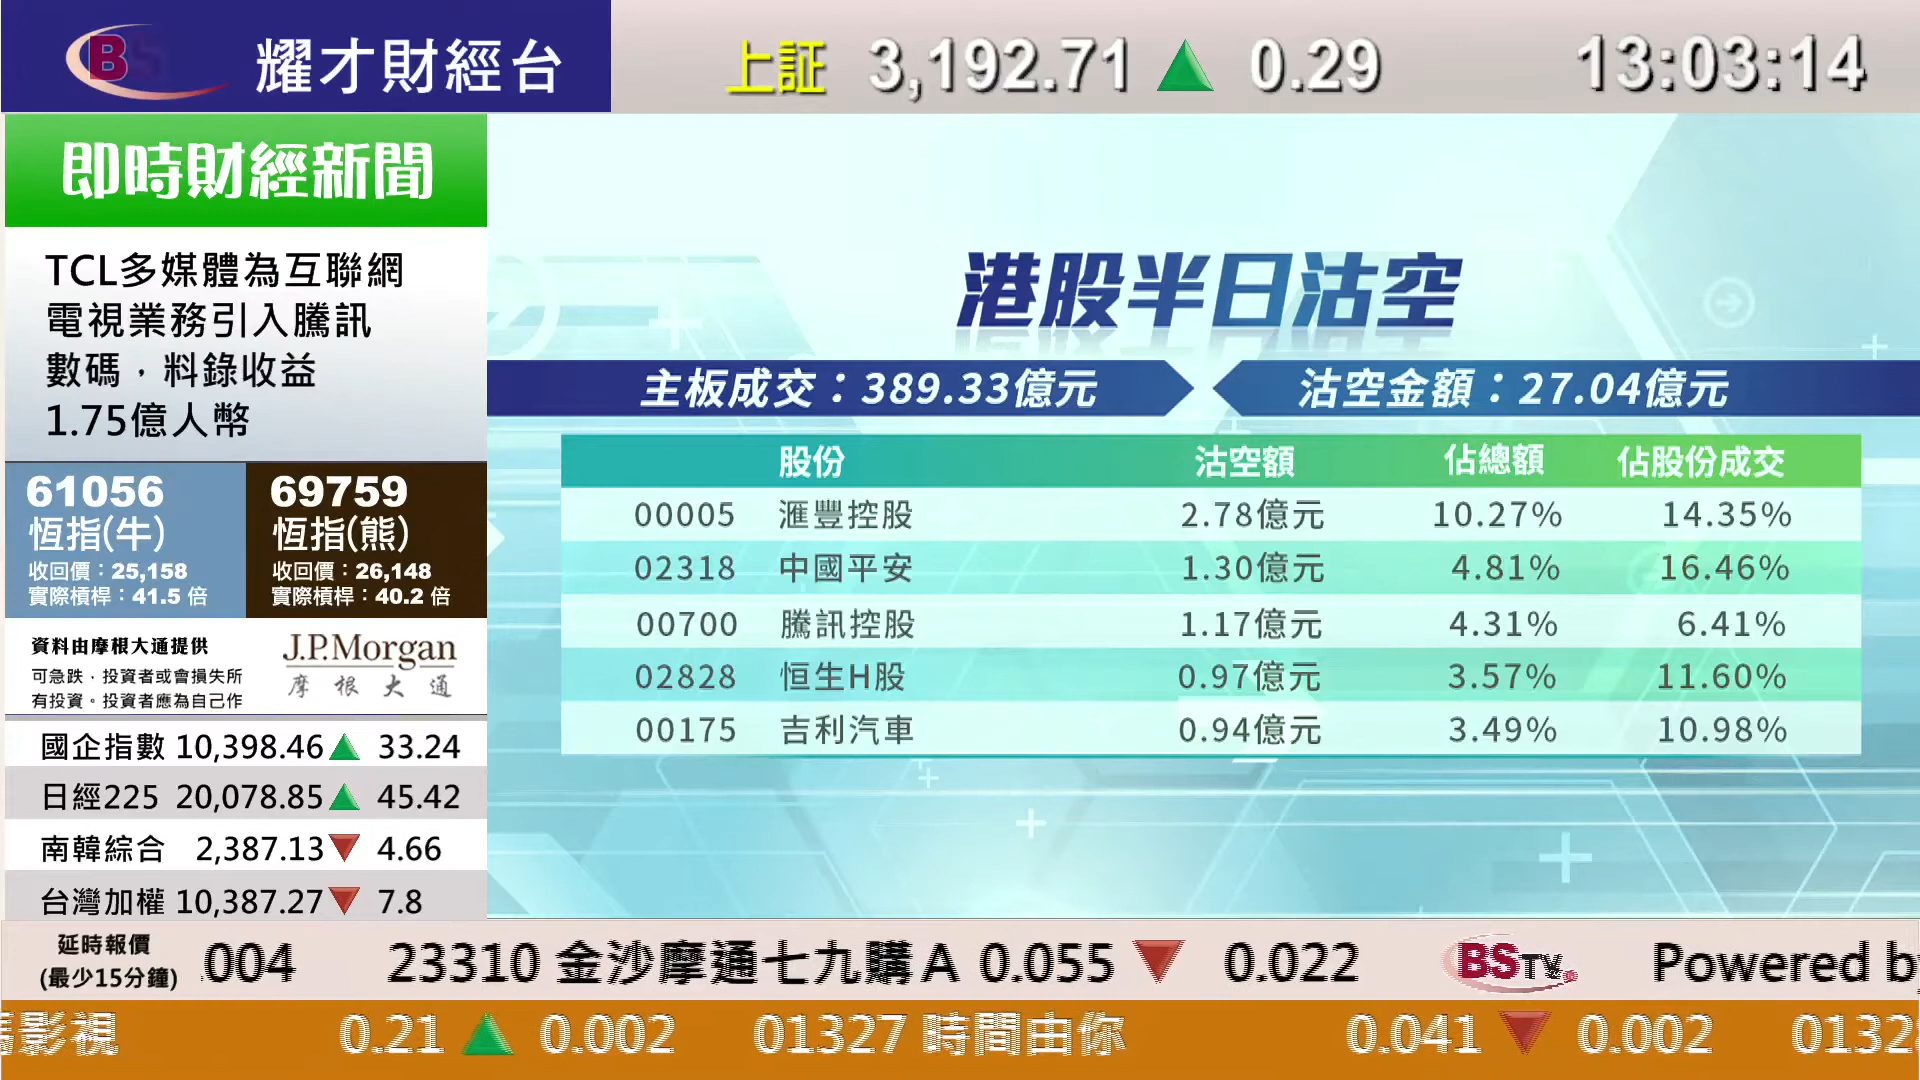 BS 耀才財經台
上証 3,192.71 ▲ 0.29 13:03:14
即時財經新聞
TCL多媒體為互聯網
電視業務引入騰訊
數碼，料錄收益
1.75億人幣
61056
恆指(牛)
收回價：25,158
實際槓桿：41.5 倍
69759
恆指(熊)
收回價：26,148
實際槓桿：40.2 倍
資料由摩根大通提供
可急跌，投資者或會損失所
有投資。投資者應為自己作
J.P.Morgan
摩根大通
國企指數 10,398.46 ▲ 33.24
日經225 20,078.85 ▲ 45.42
南韓綜合 2,387.13 ▼ 4.66
台灣加權 10,387.27 ▼ 7.8
港股半日沽空
主板成交：389.33億元 沽空金額：27.04億元
股份 沽空額 佔總額 佔股份成交
00005 滙豐控股 2.78億元 10.27% 14.35%
02318 中國平安 1.30億元 4.81% 16.46%
00700 騰訊控股 1.17億元 4.31% 6.41%
02828 恒生H股 0.97億元 3.57% 11.60%
00175 吉利汽車 0.94億元 3.49% 10.98%
延時報價
(最少15分鐘)
.004 23310 金沙摩通七九購A 0.055 ▼ 0.022 BSTV Powered b
影視 0.21 ▲ 0.002 01327 時間由你 0.041 ▼ 0.002 0132